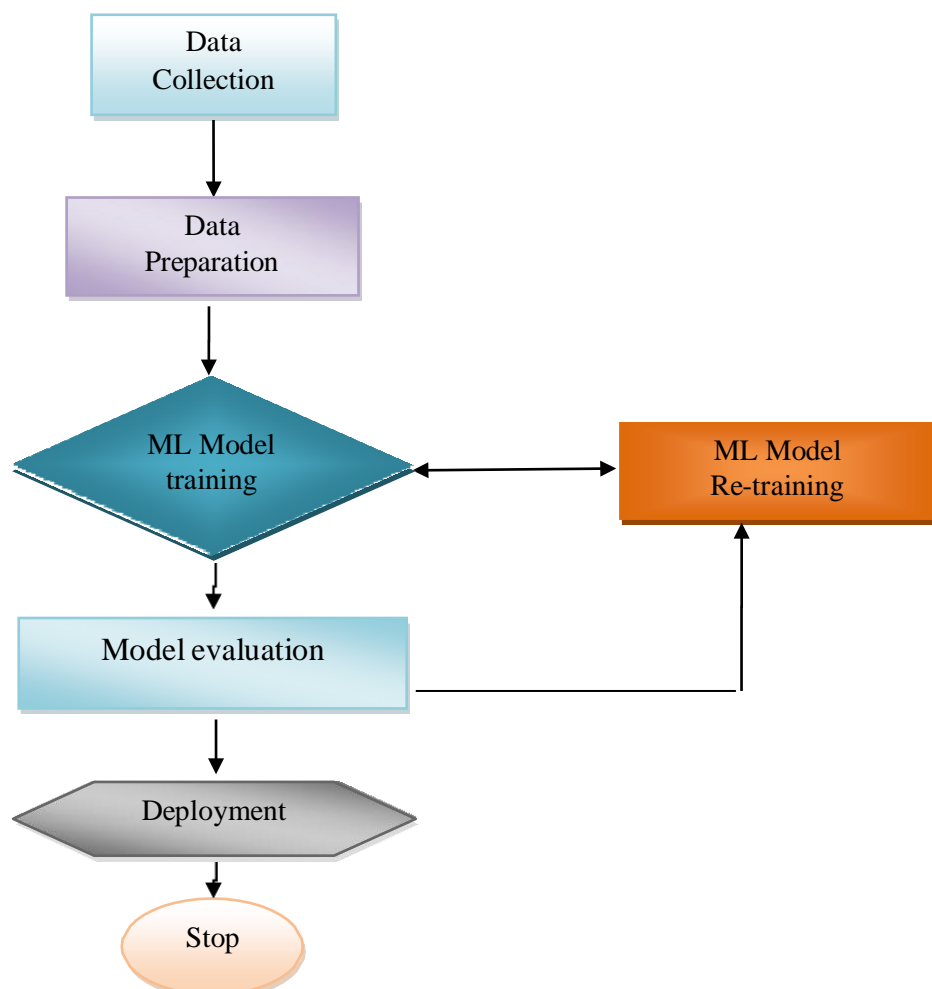 Data
Collection
Data
Preparation
ML Model
training
ML Model
Re-training
Model evaluation
Deployment
Stop